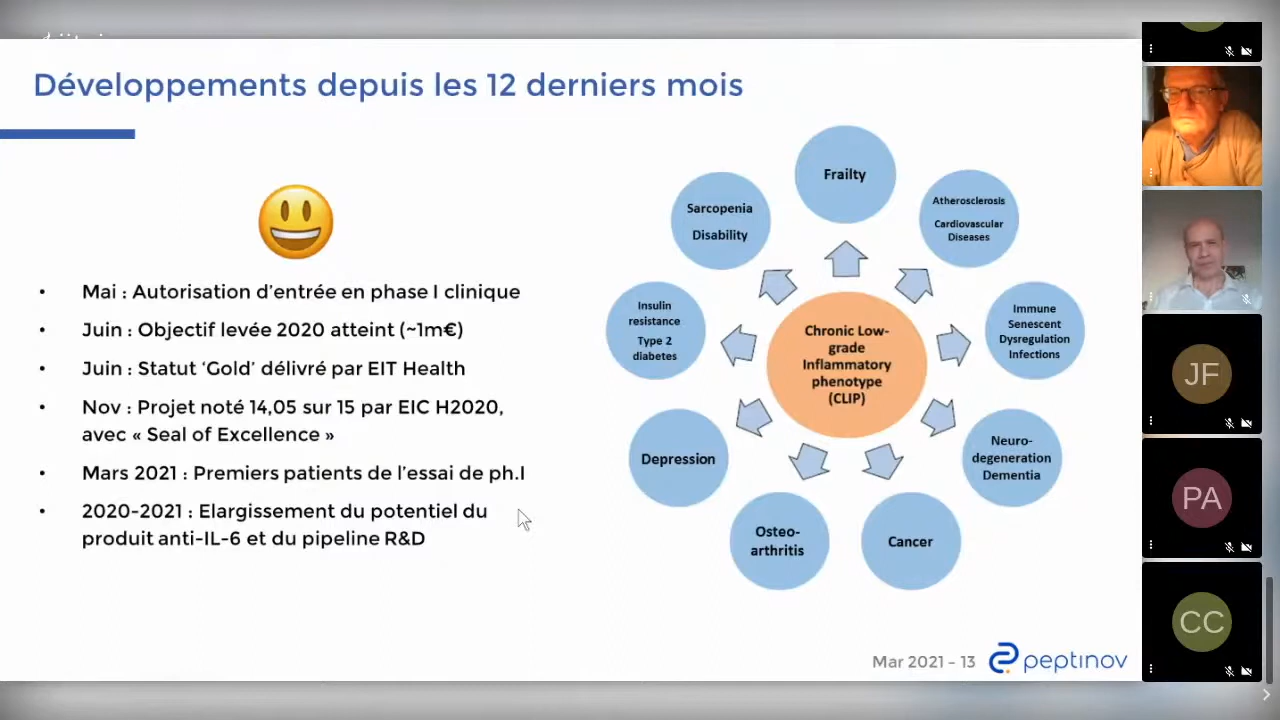 Développements depuis les 12 derniers mois
• Mai : Autorisation d’entrée en phase I clinique
• Juin : Objectif levée 2020 atteint (~1m€)
• Juin : Statut ‘Gold’ délivré par EIT Health
• Nov : Projet noté 14,05 sur 15 par EIC H2020,
avec « Seal of Excellence »
• Mars 2021 : Premiers patients de l’essai de ph.I
• 2020-2021 : Elargissement du potentiel du
produit anti-IL-6 et du pipeline R&D
Frailty
Atherosclerosis
Cardiovascular
Diseases
Immune
Senescent
Dysregulation
Infections
Neuro-
degeneration
Dementia
Cancer
Osteo-
arthritis
Depression
Insulin
resistance
Type 2
diabetes
Sarcopenia
Disability
Chronic Low-
grade
Inflammatory
phenotype
(CLIP)
Mar 2021 - 13
peptinov
JF
PA
CC